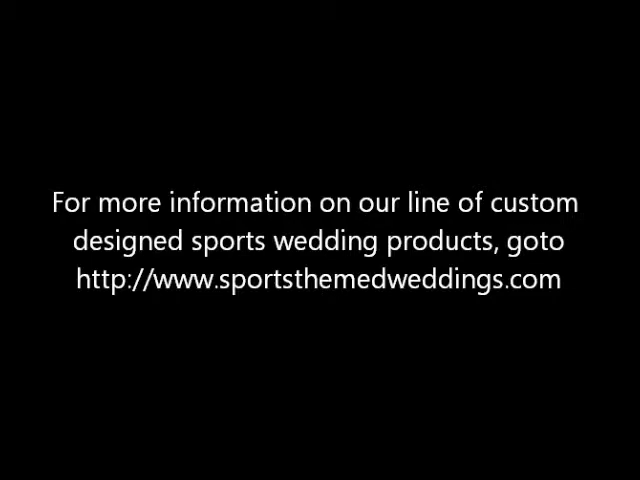 For more information on our line of custom
designed sports wedding products, goto
http://www.sportsthemedweddings.com